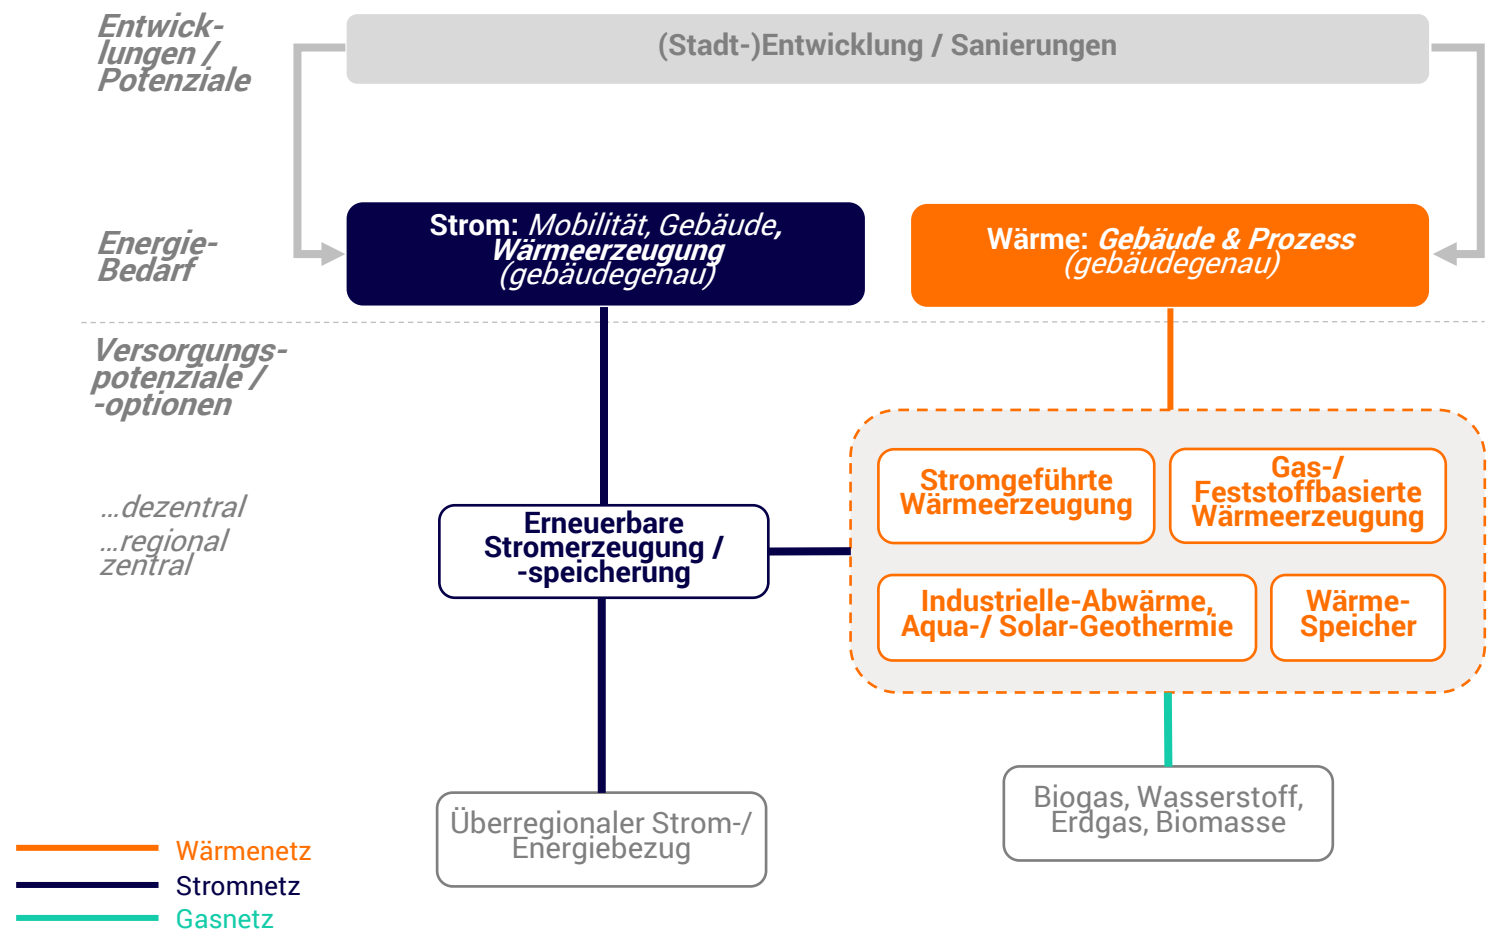 Entwick-
lungen /
Potenziale
(Stadt-)Entwicklung / Sanierungen
Energie-
Bedarf
Strom: Mobilität, Gebäude,
Wärmeerzeugung
(gebäudegenau)
Wärme: Gebäude & Prozess
(gebäudegenau)
Versorgungs-
potenziale /
-optionen
...dezentral
...regional
zentral
Erneuerbare
Stromerzeugung /
-speicherung
Stromgeführte
Wärmeerzeugung
Gas-/
Feststoffbasierte
Wärmeerzeugung
Industrielle-Abwärme,
Aqua-/ Solar-Geothermie
Wärme-
Speicher
Überregionaler Strom-/
Energiebezug
Biogas, Wasserstoff,
Erdgas, Biomasse
Wärmenetz
Stromnetz
Gasnetz